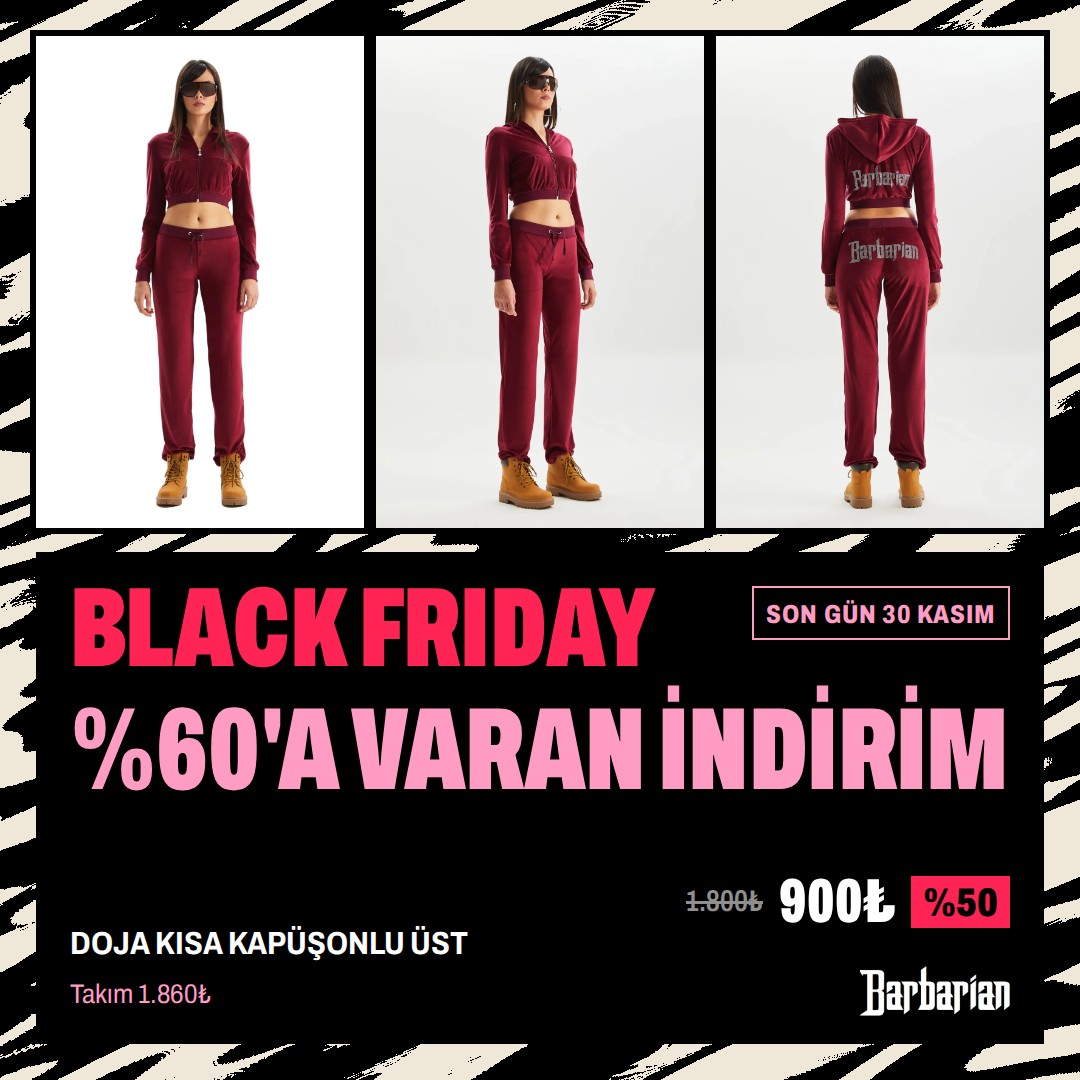 Barbarian
Barbarian
BLACK FRIDAY
SON GÜN 30 KASIM
%60'A VARAN İNDİRİM
1.800₺ 900₺ %50
DOJA KISA KAPÜŞONLU ÜST
Takım 1.860₺
Barbarian